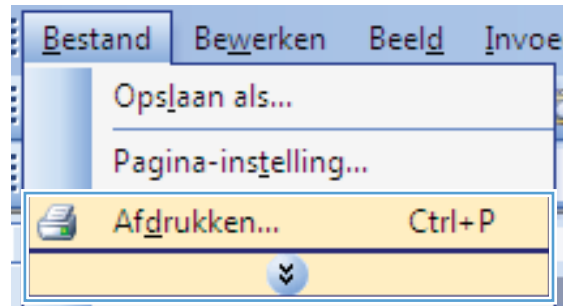 Bestand Bewerken Beeld Invoe
Opslaan als...
Pagina-instelling...
Afdrukken... Ctrl+P